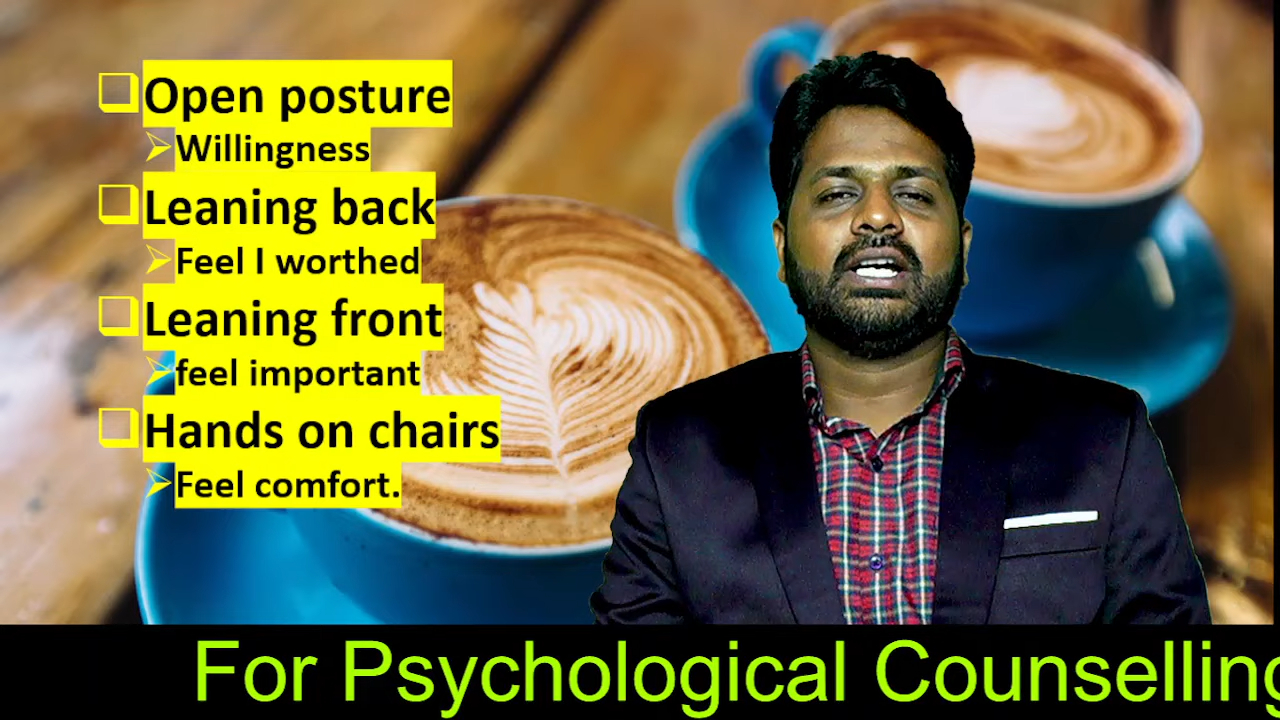 Open posture
Willingness
Leaning back
Feel I worthed
Leaning front
feel important
Hands on chairs
Feel comfort.
For Psychological Counselling